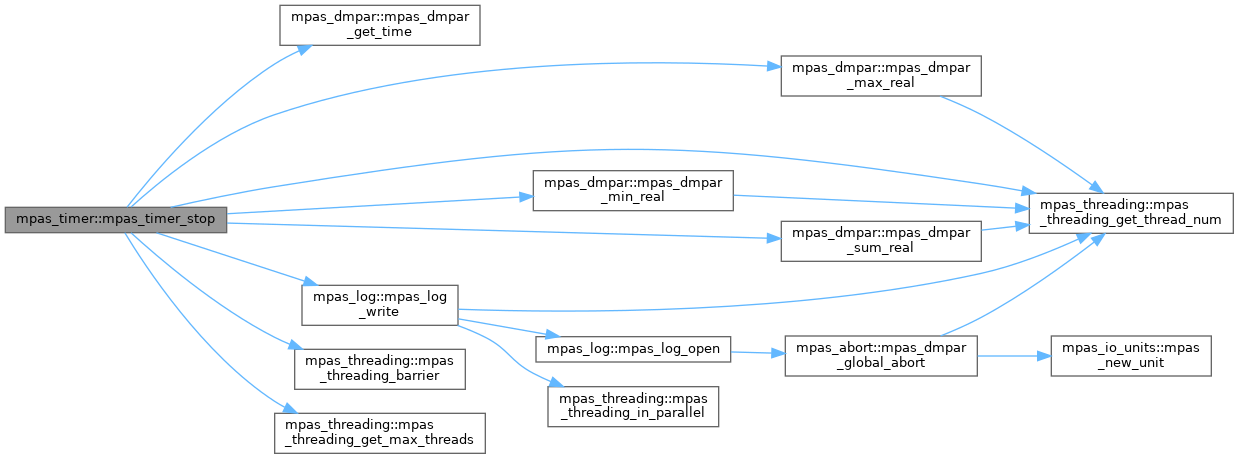 mpas_dmpar::mpas_dmpar
_get_time
mpas_dmpar::mpas_dmpar
_max_real
mpas_dmpar::mpas_dmpar
_min_real
mpas_threading::mpas
_threading_get_thread_num
mpas_timer::mpas_timer_stop
mpas_dmpar::mpas_dmpar
_sum_real
mpas_log::mpas_log
_write
mpas_log::mpas_log_open
mpas_abort::mpas_dmpar
_global_abort
mpas_io_units::mpas
_new_unit
mpas_threading::mpas
_threading_barrier
mpas_threading::mpas
_threading_in_parallel
mpas_threading::mpas
_threading_get_max_threads